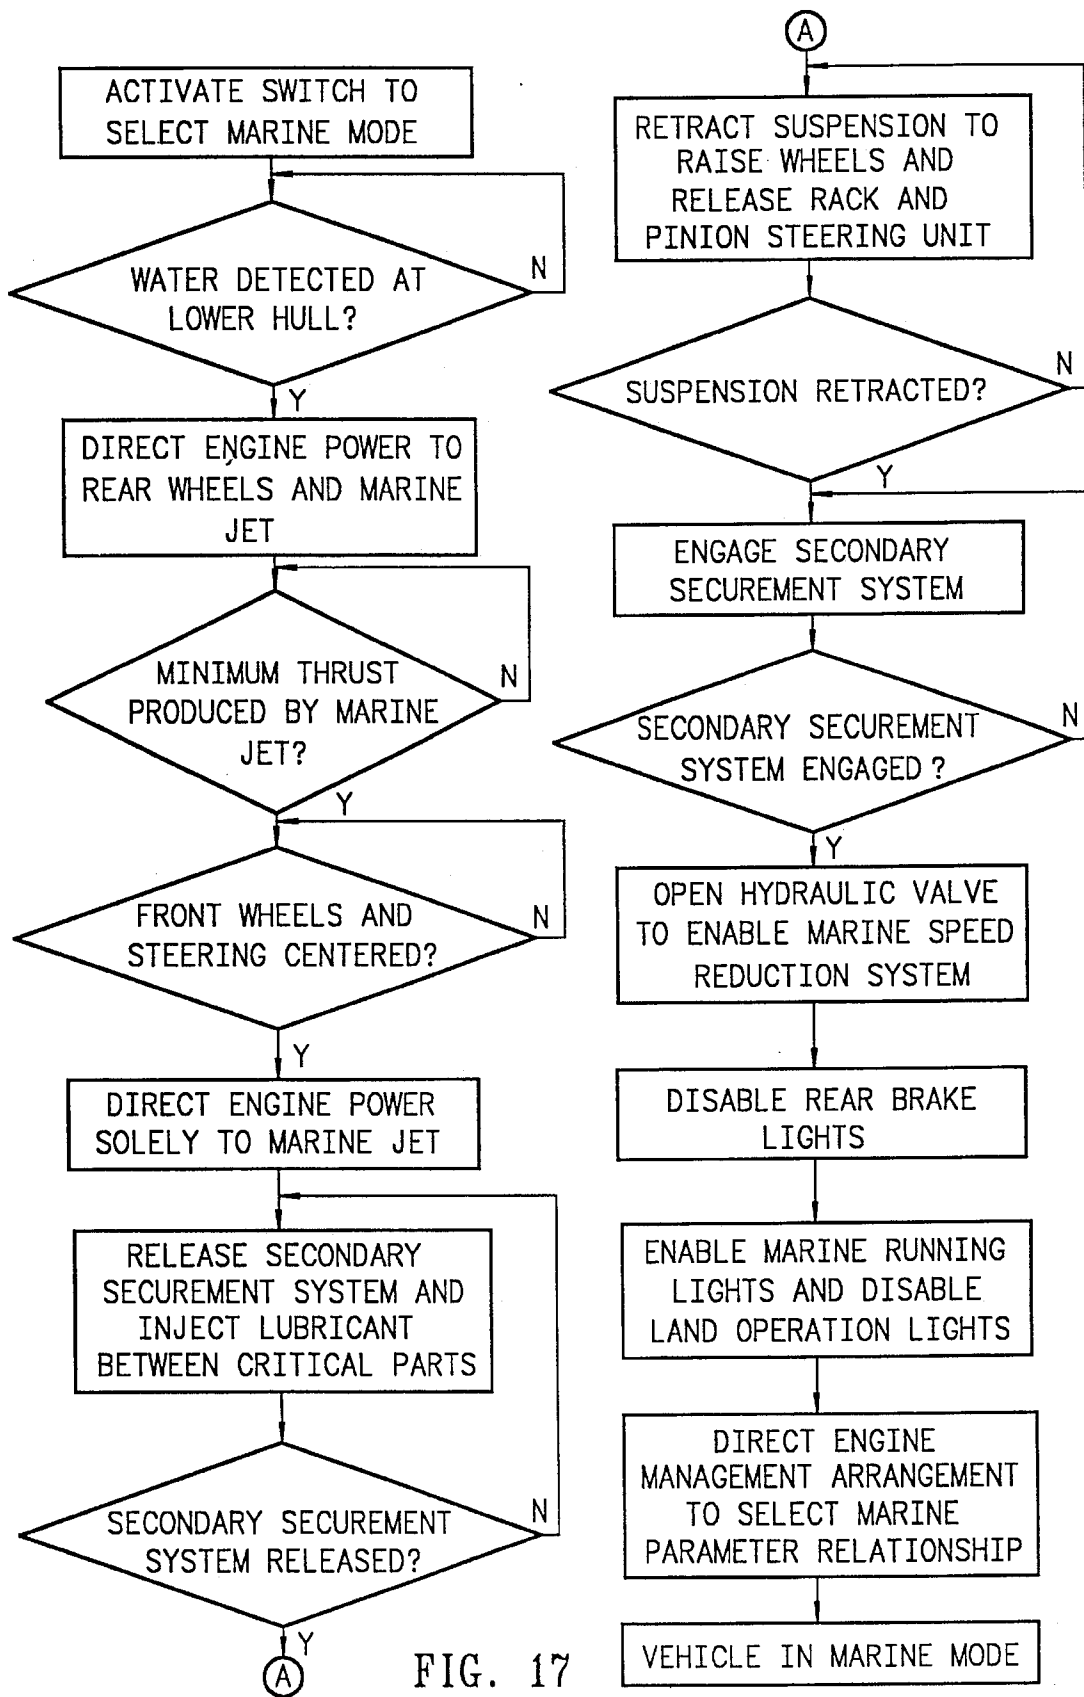 ACTIVATE SWITCH TO
SELECT MARINE MODE
WATER DETECTED AT
LOWER HULL?
N
Y
DIRECT ENGINE POWER TO
REAR WHEELS AND MARINE
JET
MINIMUM THRUST
PRODUCED BY MARINE
JET?
N
Y
FRONT WHEELS AND
STEERING CENTERED?
N
Y
DIRECT ENGINE POWER
SOLELY TO MARINE JET
RELEASE SECONDARY
SECUREMENT SYSTEM AND
INJECT LUBRICANT
BETWEEN CRITICAL PARTS
SECONDARY SECUREMENT
SYSTEM RELEASED?
N
Y
A
A
RETRACT SUSPENSION TO
RAISE WHEELS AND
RELEASE RACK AND
PINION STEERING UNIT
SUSPENSION RETRACTED?
N
Y
ENGAGE SECONDARY
SECUREMENT SYSTEM
SECONDARY SECUREMENT
SYSTEM ENGAGED?
N
Y
OPEN HYDRAULIC VALVE
TO ENABLE MARINE SPEED
REDUCTION SYSTEM
DISABLE REAR BRAKE
LIGHTS
ENABLE MARINE RUNNING
LIGHTS AND DISABLE
LAND OPERATION LIGHTS
DIRECT ENGINE
MANAGEMENT ARRANGEMENT
TO SELECT MARINE
PARAMETER RELATIONSHIP
VEHICLE IN MARINE MODE
FIG. 17